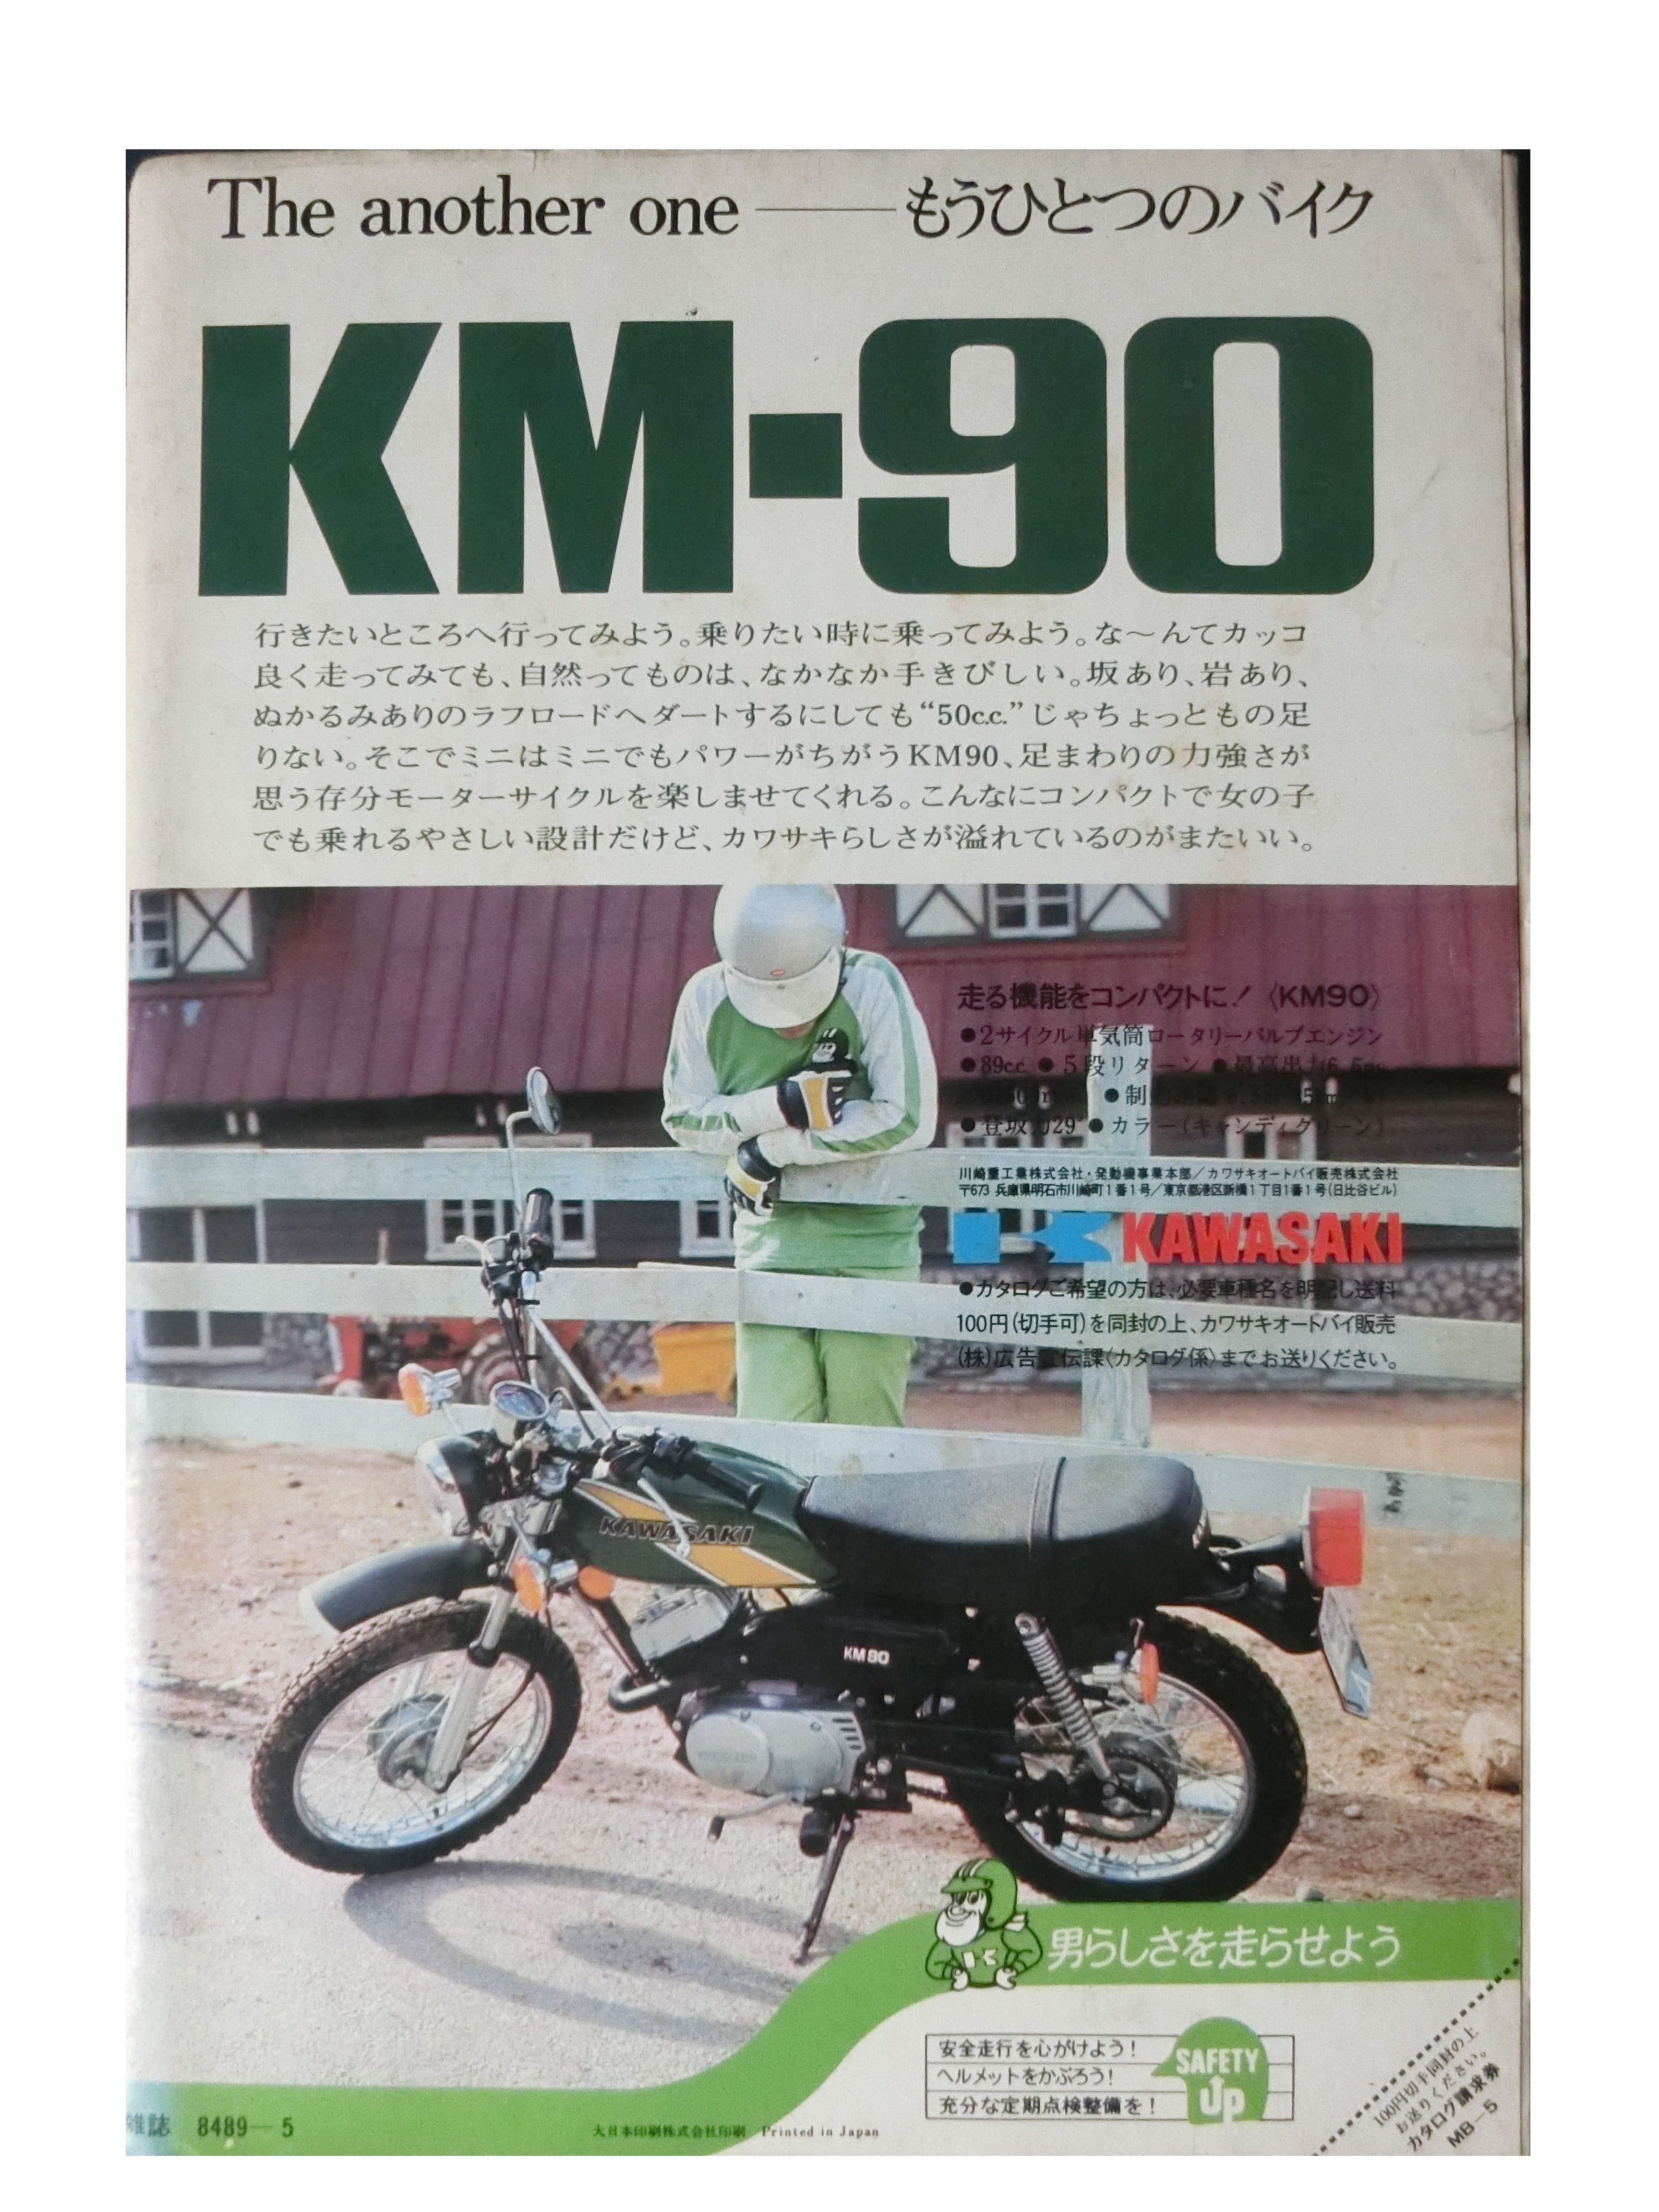 The another one ――もうひとつのバイク
KM-90
行きたいところへ行ってみよう。乗りたい時に乗ってみよう。な〜んてカッコ
良く走ってみても、自然ってものは、なかなか手きびしい。坂あり、岩あり、
ぬかるみありのラフロードへダートするにしても“50c.c.”じゃちょっともの足
りない。そこでミニはミニでもパワーがちがうKM90、足まわりの力強さが
思う存分モーターサイクルを楽しませてくれる。こんなにコンパクトで女の子
でも乗れるやさしい設計だけど、カワサキらしさが溢れているのがまたいい。
走る機能をコンパクトに！〈KM90〉
●2サイクル単気筒ロータリーバルブエンジン
●89c.c. ●5段リターン ●最高出力6.5
●制
●登坂力29° ●カラー(キャンディグリーン)
川崎重工業株式会社・発動機事業本部／カワサキオートバイ販売株式会社
〒673 兵庫県明石市川崎町1番1号／東京都港区新橋1丁目1番1号(日比谷ビル)
KAWASAKI
●カタログご希望の方は、必要車種名を明記し送料
100円(切手可)を同封の上、カワサキオートバイ販売
(株)広告宣伝課〈カタログ係〉までお送りください。
KAWASAKI
KM90
男らしさを走らせよう
安全走行を心がけよう！
ヘルメットをかぶろう！
充分な定期点検整備を！
SAFETY
Up
100円切手同封の上
お送りください。
カタログ請求券
MB—5
雑誌 8489—5
大日本印刷株式会社印刷 Printed in Japan